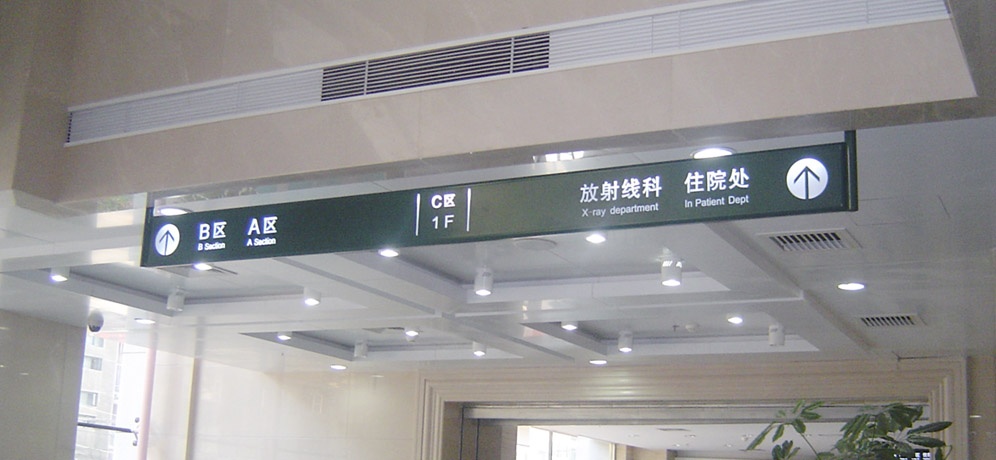 B区 A区
B Section A Section
C区
1F
放射线科 住院处
X-ray department In Patient Dept